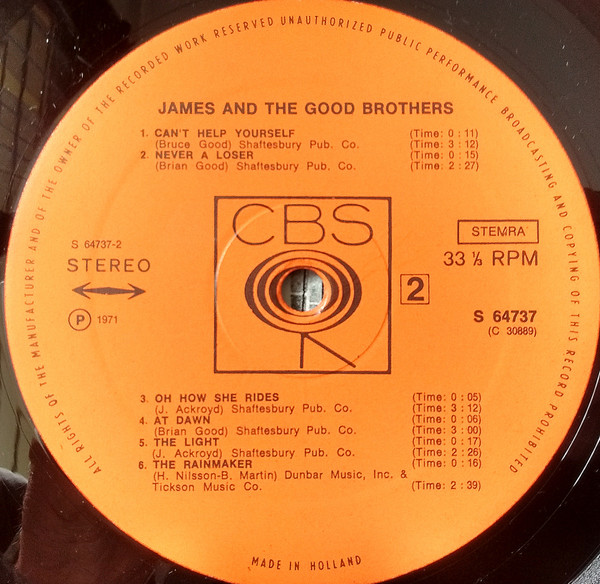 ALL RIGHTS OF THE MANUFACTURER AND OF THE OWNER OF THE RECORDED WORK RESERVED UNAUTHORIZED PUBLIC PERFORMANCE BROADCASTING AND COPYING OF THIS RECORD PROHIBITED
JAMES AND THE GOOD BROTHERS
1. CAN'T HELP YOURSELF (Time: 0 : 11)
(Bruce Good) Shaftesbury Pub. Co. (Time: 3 : 12)
2. NEVER A LOSER (Time: 0 : 15)
(Brian Good) Shaftesbury Pub. Co. (Time: 2 : 27)
CBS
S 64737-2
STEREO
STEMRA
33 ⅓ RPM
2
Ⓟ 1971
S 64737
(C 30889)
3. OH HOW SHE RIDES (Time: 0 : 05)
(J. Ackroyd) Shaftesbury Pub. Co. (Time: 3 : 12)
4. AT DAWN (Time: 0 : 06)
(Brian Good) Shaftesbury Pub. Co. (Time: 3 : 00)
5. THE LIGHT (Time: 0 : 17)
(J. Ackroyd) Shaftesbury Pub. Co. (Time: 2 : 26)
6. THE RAINMAKER (Time: 0 : 16)
(H. Nilsson-B. Martin) Dunbar Music, Inc. &
Tickson Music Co. (Time: 2 : 39)
MADE IN HOLLAND